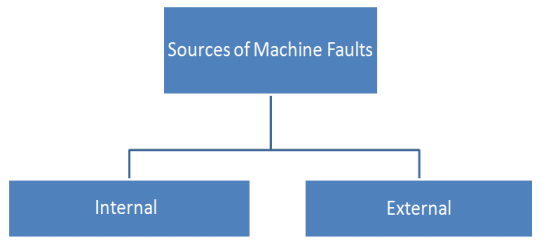 Sources of Machine Faults
Internal
External